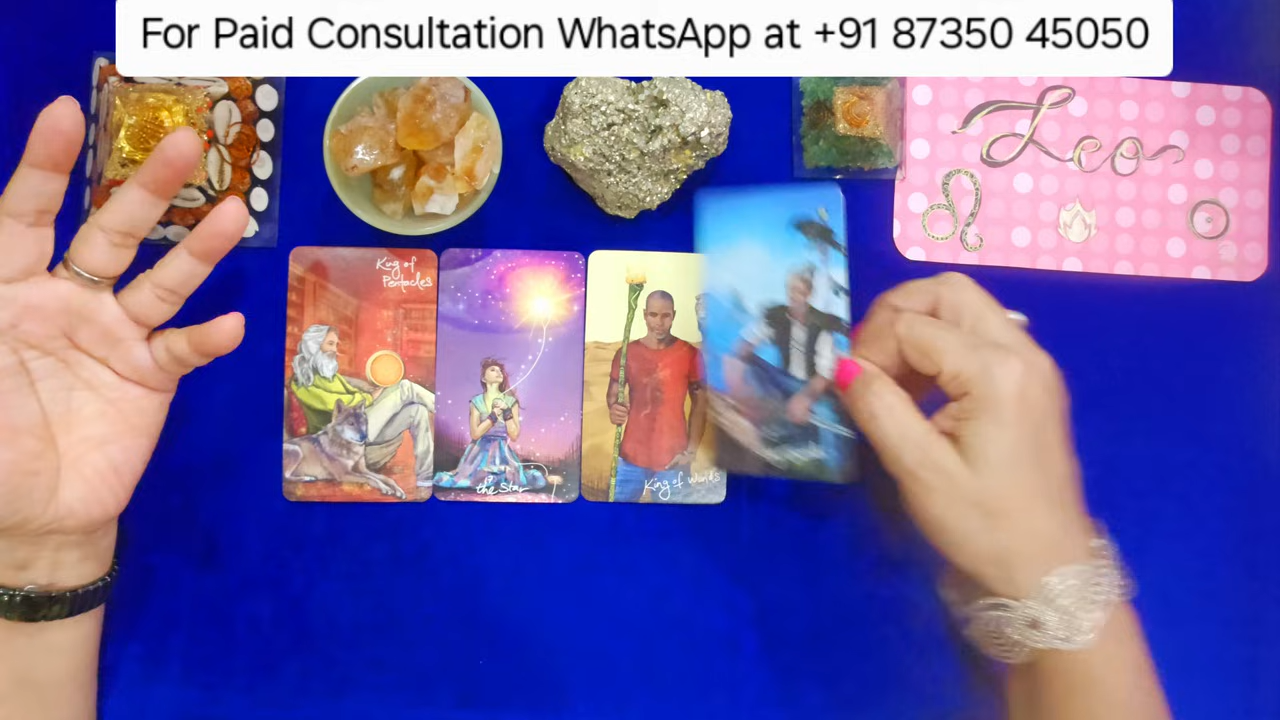 For Paid Consultation WhatsApp at +91 87350 45050
Leo
King of
Pentacles
the Star
King of Wands